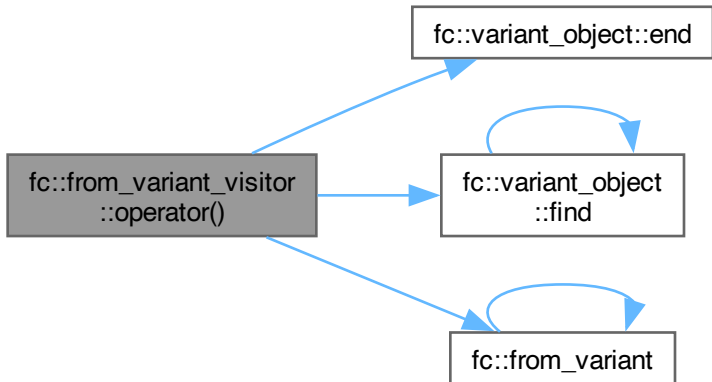 fc::variant_object::end
fc::from_variant_visitor
::operator()
fc::variant_object
::find
fc::from_variant